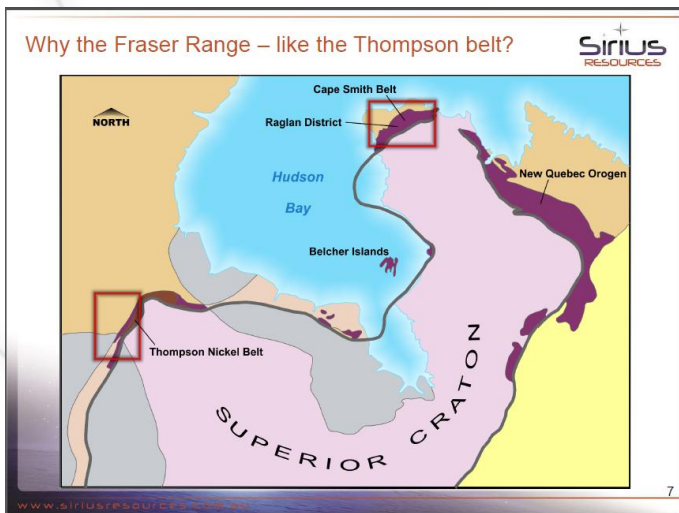 Why the Fraser Range – like the Thompson belt?
Sirius
RESOURCES
NORTH
Cape Smith Belt
Raglan District
Hudson
Bay
New Quebec Orogen
Belcher Islands
Thompson Nickel Belt
SUPERIOR CRATON
7
www.siriusresources.com.au